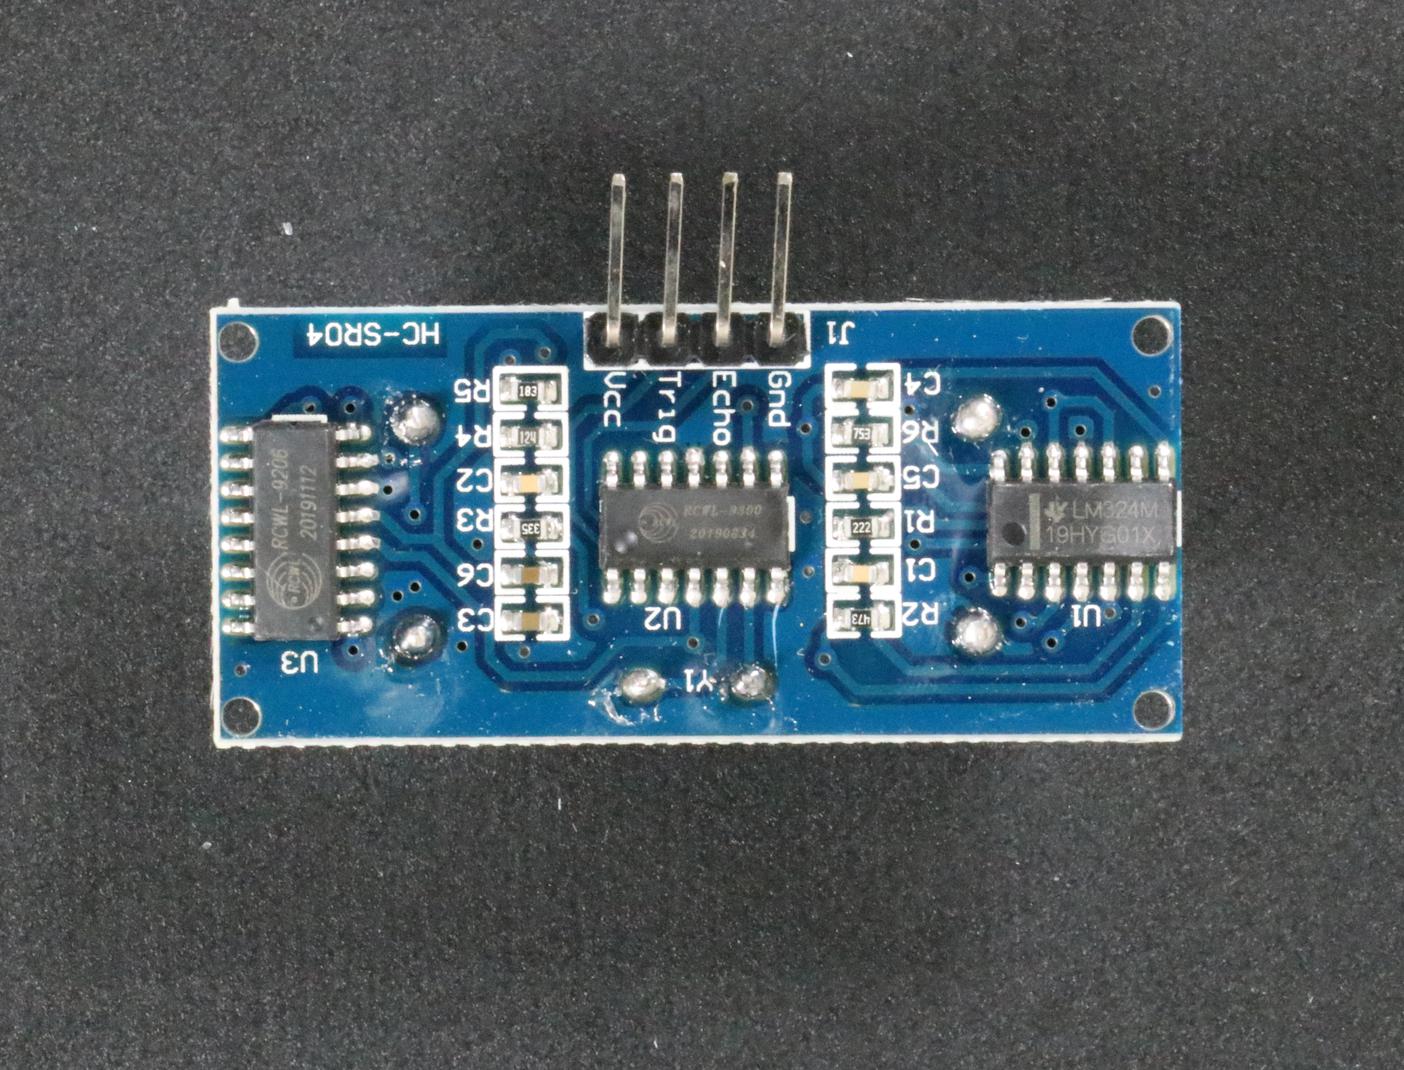 HC-SR04
J1
Vcc
Trig
Echo
Gnd
R5
183
R4
124
C2
R3
335
C6
C3
C4
R6
753
C5
R1
222
C1
R2
473
RCWL-9206
20191112
RCWL
U3
RCWL-9300
20190834
U2
Y1
LM324M
19HYG01X
U1